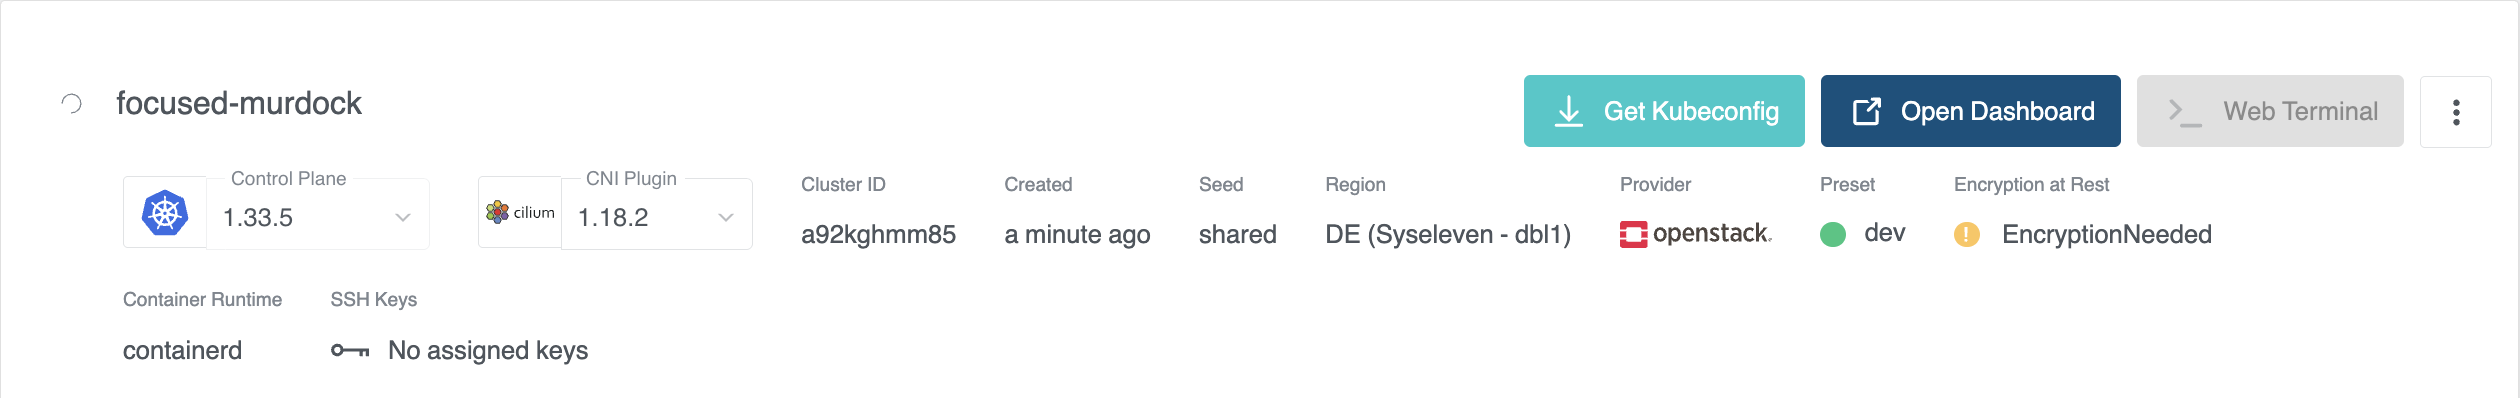 focused-murdock
Get Kubeconfig
Open Dashboard
Web Terminal
Control Plane
1.33.5
CNI Plugin
cilium
1.18.2
Cluster ID
a92kghmm85
Created
a minute ago
Seed
shared
Region
DE (Syseleven - dbl1)
Provider
openstack.
Preset
dev
Encryption at Rest
EncryptionNeeded
Container Runtime
containerd
SSH Keys
No assigned keys